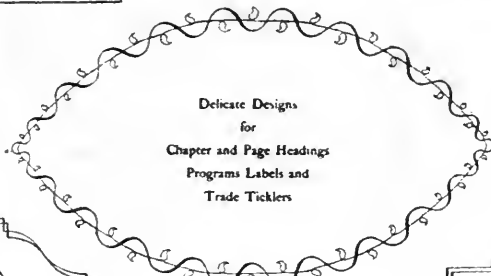 Delicate Designs
for
Chapter and Page Headings
Programs Labels and
Trade Ticklers